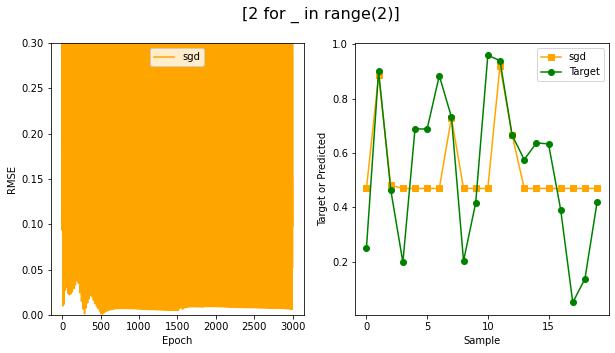 [2 for _ in range(2)]
RMSE
0.30
0.25
0.20
0.15
0.10
0.05
0.00
sgd
0
500
1000
1500
2000
2500
3000
Epoch
Target or Predicted
1.0
0.8
0.6
0.4
0.2
sgd
Target
0
5
10
15
Sample